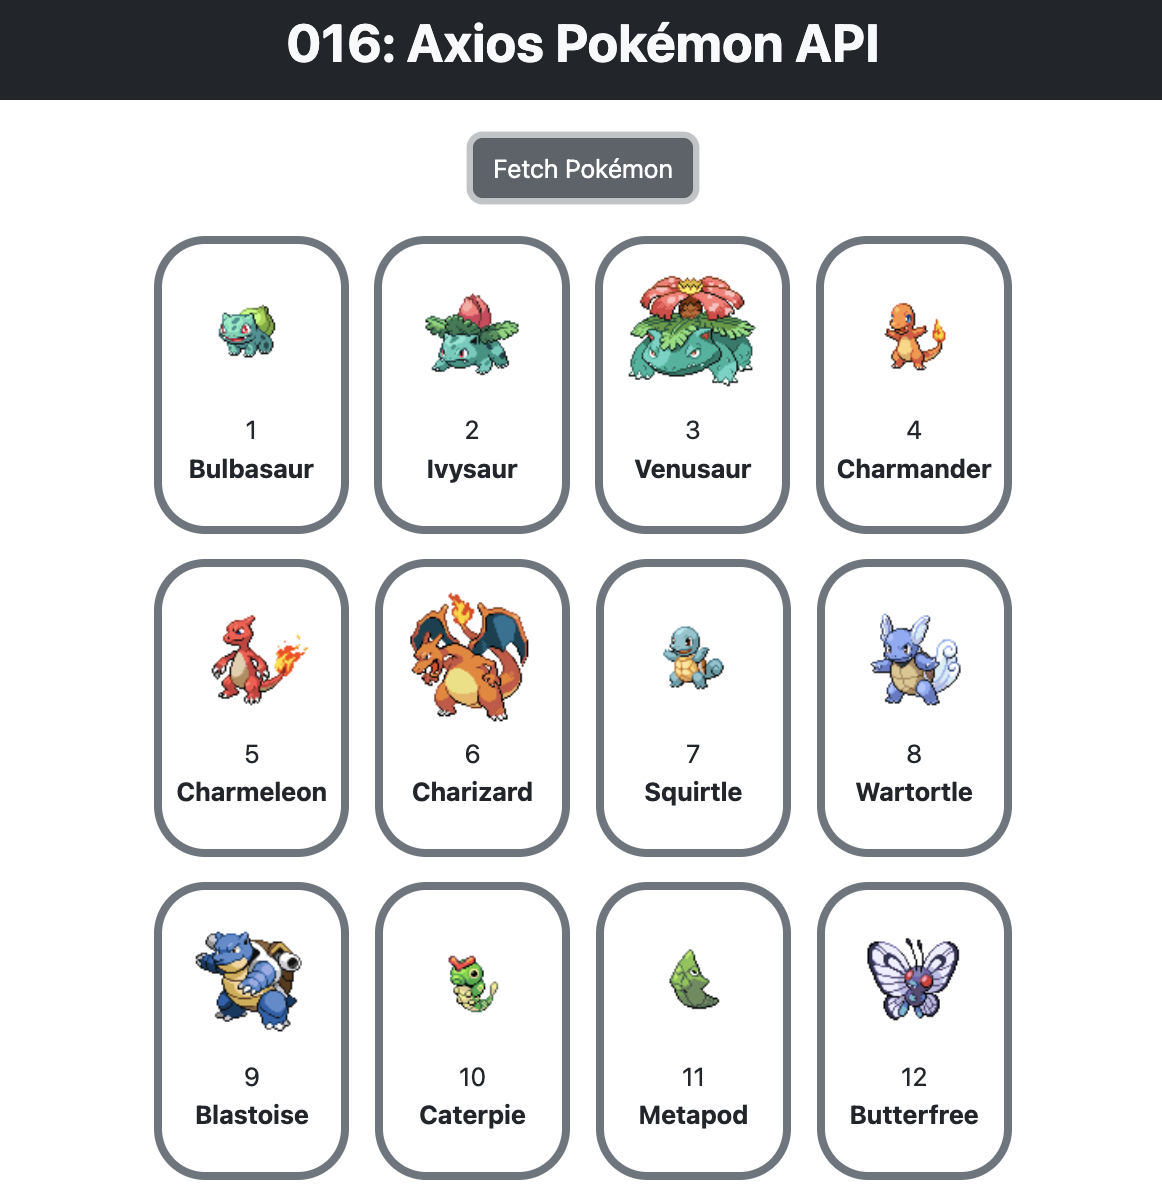 016: Axios Pokémon API
Fetch Pokémon
1
Bulbasaur
2
Ivysaur
3
Venusaur
4
Charmander
5
Charmeleon
6
Charizard
7
Squirtle
8
Wartortle
9
Blastoise
10
Caterpie
11
Metapod
12
Butterfree